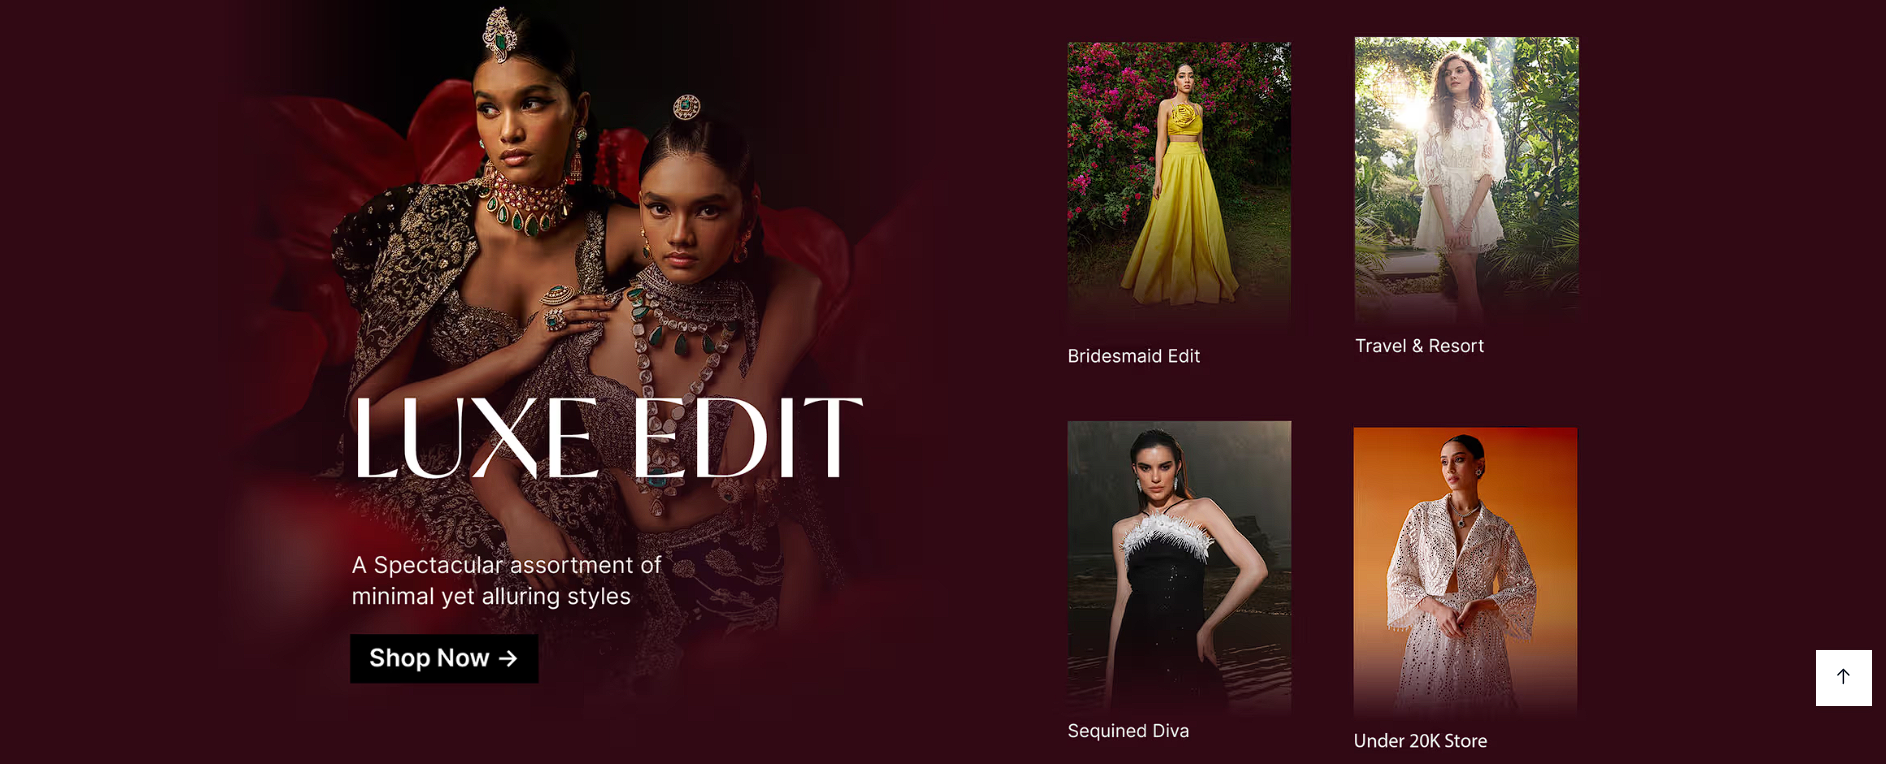 LUXE EDIT
A Spectacular assortment of
minimal yet alluring styles
Shop Now →
Bridesmaid Edit
Travel & Resort
Sequined Diva
Under 20K Store